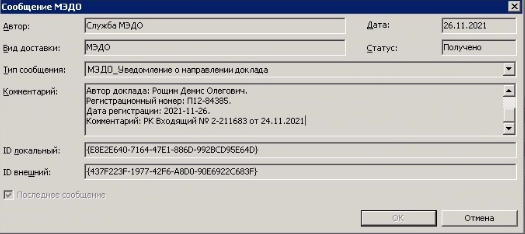 Сообщение МЭДО
Автор: Служба МЭДО Дата: 26.11.2021
Вид доставки: МЭДО Статус: Получено
Тип сообщения: МЭДО_Уведомление о направлении доклада
Комментарий: Автор доклада: Рощин Денис Олегович.
Регистрационный номер: П12-84385.
Дата регистрации: 2021-11-26.
Комментарий: РК Входящий № 2-211683 от 24.11.2021
ID локальный: {E8E2E640-7164-47E1-886D-992BCD95E64D}
ID внешний: {437F223F-1977-42F6-A8D0-90E6922C683F}
Последнее сообщение
ОК Отмена